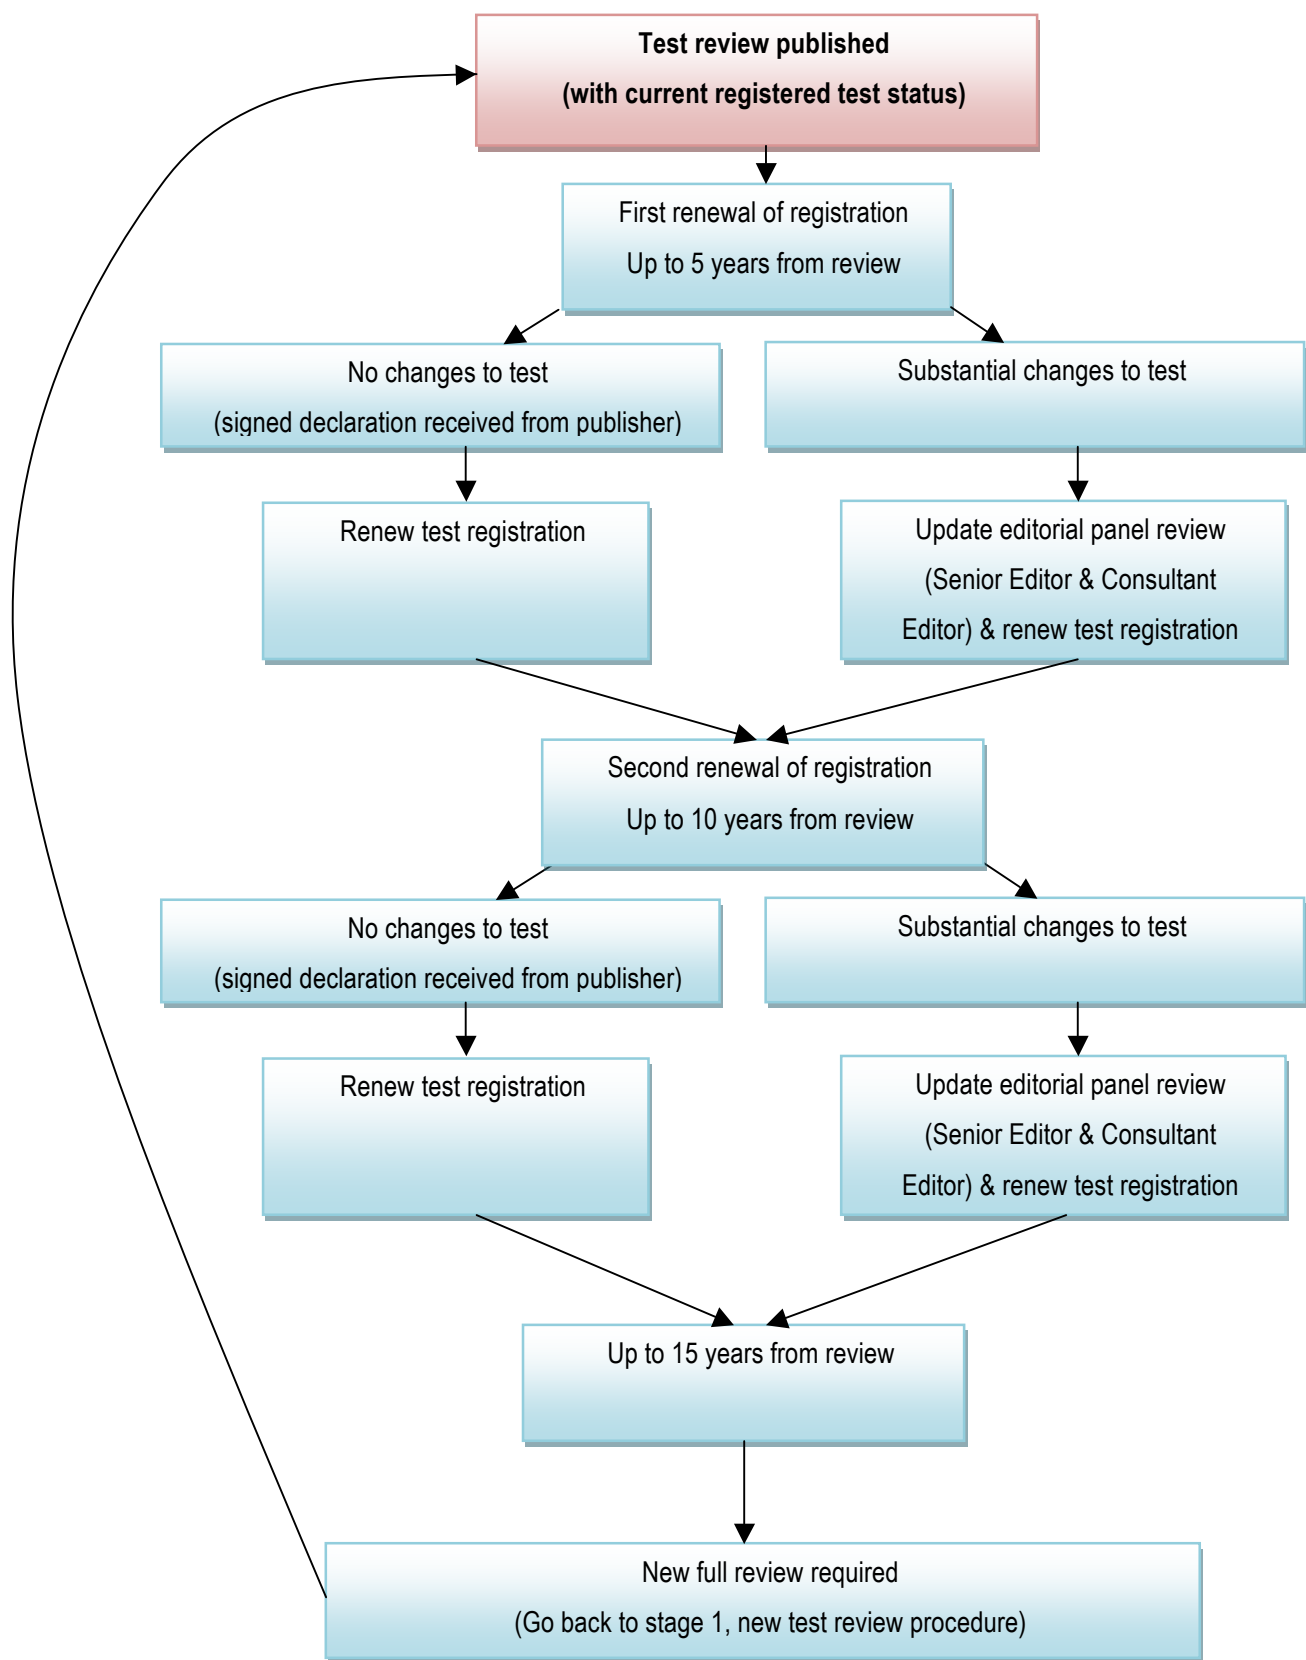 Test review published
(with current registered test status)
First renewal of registration
Up to 5 years from review
No changes to test
(signed declaration received from publisher)
Substantial changes to test
Renew test registration
Update editorial panel review
(Senior Editor & Consultant
Editor) & renew test registration
Second renewal of registration
Up to 10 years from review
No changes to test
(signed declaration received from publisher)
Substantial changes to test
Renew test registration
Update editorial panel review
(Senior Editor & Consultant
Editor) & renew test registration
Up to 15 years from review
New full review required
(Go back to stage 1, new test review procedure)